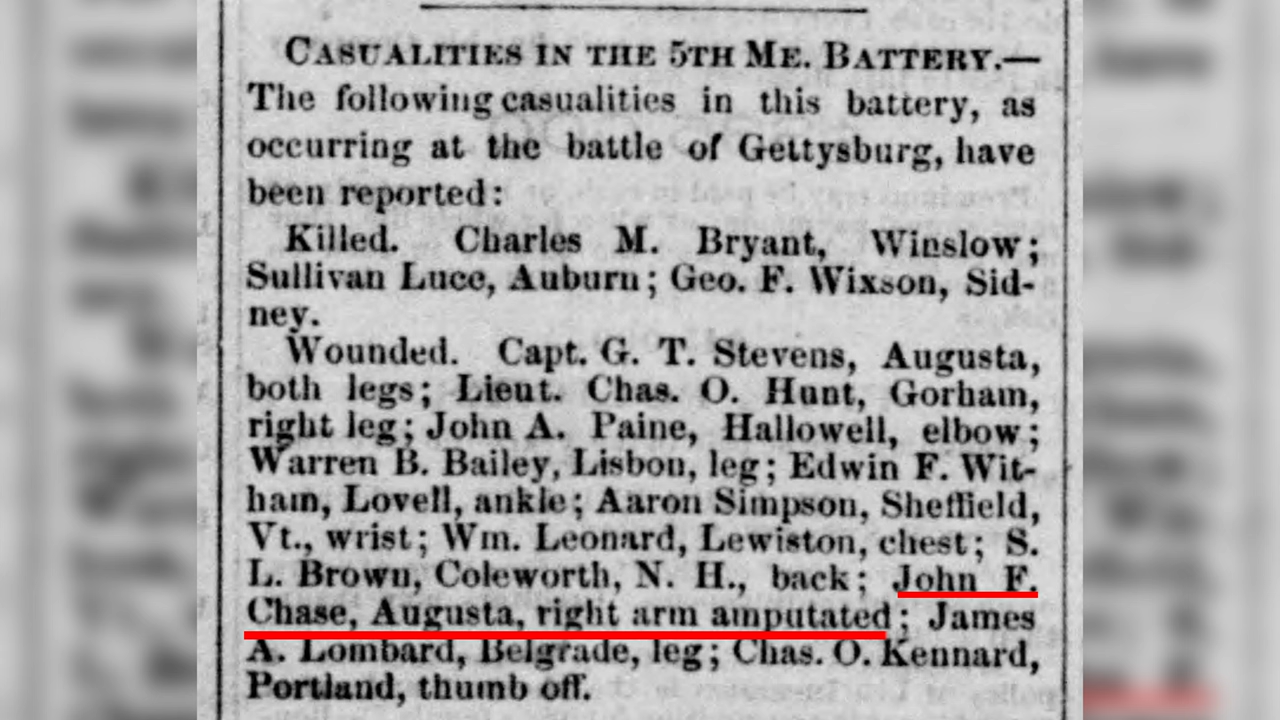 CASUALITIES IN THE 5TH ME. BATTERY.—
The following casualities in this battery, as
occurring at the battle of Gettysburg, have
been reported:
Killed. Charles M. Bryant, Winslow;
Sullivan Luce, Auburn; Geo. F. Wixson, Sid-
ney.
Wounded. Capt. G. T. Stevens, Augusta,
both legs; Lieut. Chas. O. Hunt, Gorham,
right leg; John A. Paine, Hallowell, elbow;
Warren B. Bailey, Lisbon, leg; Edwin F. Wit-
ham, Lovell, ankle; Aaron Simpson, Sheffield,
Vt., wrist; Wm. Leonard, Lewiston, chest; S.
L. Brown, Coleworth, N. H., back; John F.
Chase, Augusta, right arm amputated; James
A. Lombard, Belgrade, leg; Chas. O. Kennard,
Portland, thumb off.